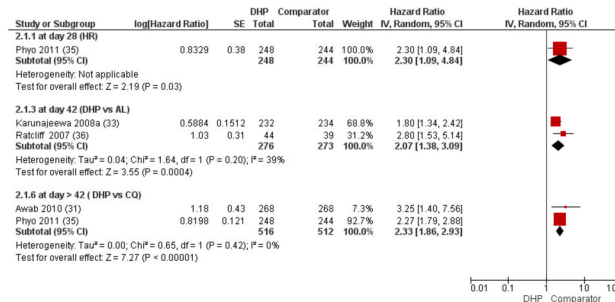 DHP Comparator Hazard Ratio Hazard Ratio
Study or Subgroup log[Hazard Ratio] SE Total Total Weight IV, Random, 95% CI IV, Random, 95% CI
2.1.1 at day 28 (HR)
Phyo 2011 (35) 0.8329 0.38 248 244 100.0% 2.30 [1.09, 4.84]
Subtotal (95% CI) 248 244 100.0% 2.30 [1.09, 4.84]
Heterogeneity: Not applicable
Test for overall effect: Z = 2.19 (P = 0.03)
2.1.3 at day 42 (DHP vs AL)
Karunajeewa 2008a (33) 0.5884 0.1512 232 234 68.8% 1.80 [1.34, 2.42]
Ratcliff 2007 (36) 1.03 0.31 44 39 31.2% 2.80 [1.53, 5.14]
Subtotal (95% CI) 276 273 100.0% 2.07 [1.38, 3.09]
Heterogeneity: Tau² = 0.04; Chi² = 1.64, df = 1 (P = 0.20); I² = 39%
Test for overall effect: Z = 3.55 (P = 0.0004)
2.1.6 at day > 42 ( DHP vs CQ)
Awab 2010 (31) 1.18 0.43 268 268 7.3% 3.25 [1.40, 7.56]
Phyo 2011 (35) 0.8198 0.121 248 244 92.7% 2.27 [1.79, 2.88]
Subtotal (95% CI) 516 512 100.0% 2.33 [1.86, 2.93]
Heterogeneity: Tau² = 0.00; Chi² = 0.65, df = 1 (P = 0.42); I² = 0%
Test for overall effect: Z = 7.27 (P < 0.00001)
0.01 0.1 1 10
DHP Comparator